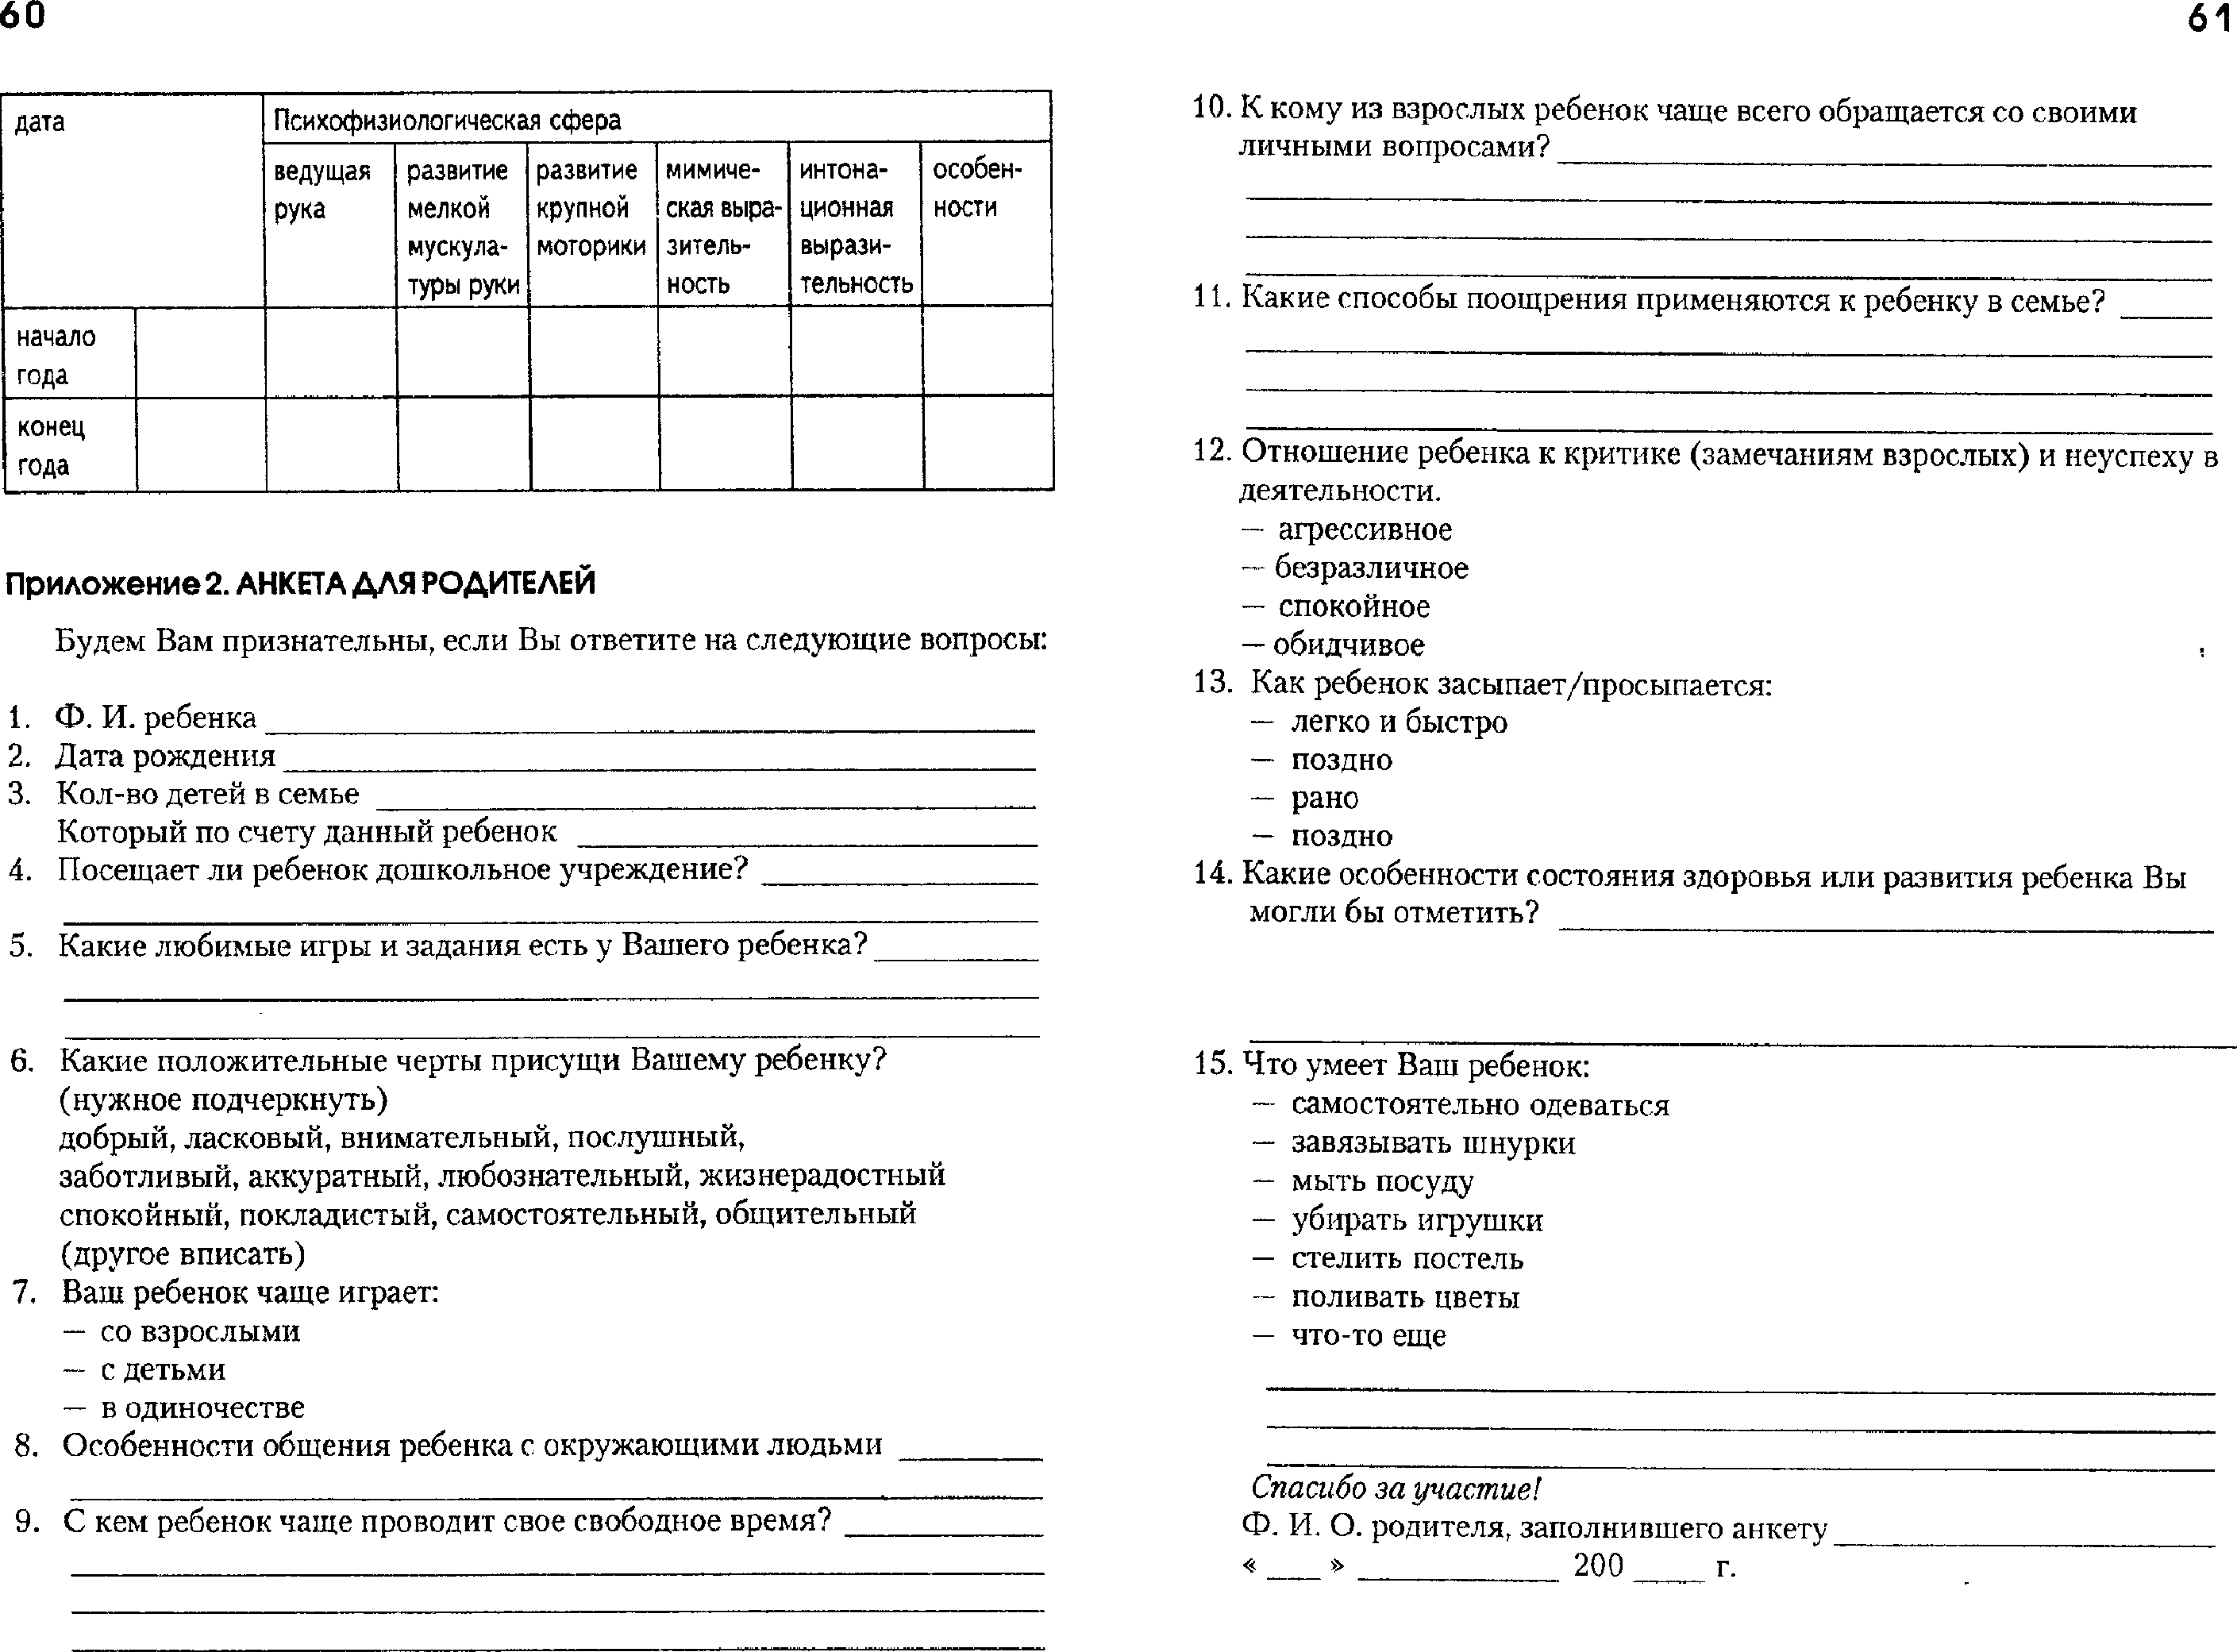 60
дата
Психофизиологическая сфера
ведущая
рука
развитие
мелкой
мускула-
туры руки
развитие
крупной
моторики
мимиче-
ская выра-
зитель-
ность
интона-
ционная
вырази-
тельность
особен-
ности
начало
года
конец
года
Приложение 2. АНКЕТА ДЛЯ РОДИТЕЛЕЙ
Будем Вам признательны, если Вы ответите на следующие вопросы:
1. Ф. И. ребенка
2. Дата рождения
3. Кол-во детей в семье
Который по счету данный ребенок
4. Посещает ли ребенок дошкольное учреждение?
5. Какие любимые игры и задания есть у Вашего ребенка?
6. Какие положительные черты присущи Вашему ребенку?
(нужное подчеркнуть)
добрый, ласковый, внимательный, послушный,
заботливый, аккуратный, любознательный, жизнерадостный
спокойный, покладистый, самостоятельный, общительный
(другое вписать)
7. Ваш ребенок чаще играет:
— со взрослыми
— с детьми
— в одиночестве
8. Особенности общения ребенка с окружающими людьми
9. С кем ребенок чаще проводит свое свободное время?
61
10. К кому из взрослых ребенок чаще всего обращается со своими
личными вопросами?
11. Какие способы поощрения применяются к ребенку в семье?
12. Отношение ребенка к критике (замечаниям взрослых) и неуспеху в
деятельности.
— агрессивное
— безразличное
— спокойное
— обидчивое
13. Как ребенок засыпает/просыпается:
— легко и быстро
— поздно
— рано
— поздно
14. Какие особенности состояния здоровья или развития ребенка Вы
могли бы отметить?
15. Что умеет Ваш ребенок:
— самостоятельно одеваться
— завязывать шнурки
— мыть посуду
— убирать игрушки
— стелить постель
— поливать цветы
— что-то еще
Спасибо за участие!
Ф. И. О. родителя, заполнившего анкету
« ___ » ___________ 200 ____ г.